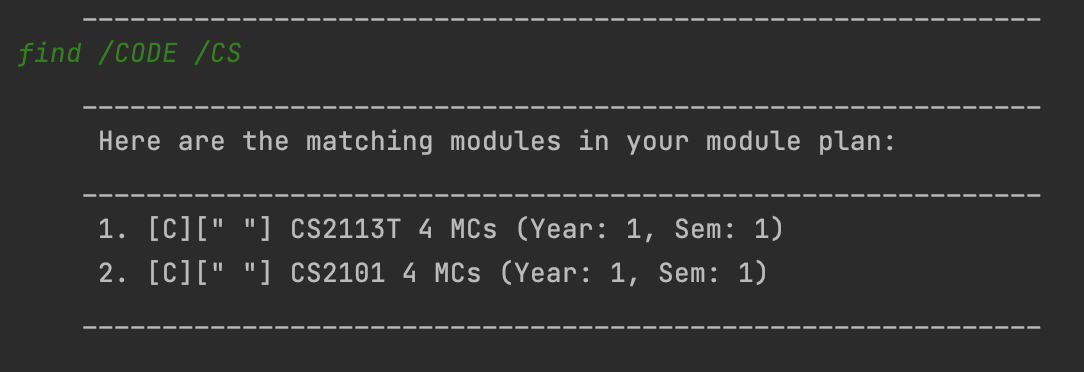 ____________________________________________________________
find /CODE /CS
____________________________________________________________
Here are the matching modules in your module plan:
____________________________________________________________
1. [C][" "] CS2113T 4 MCs (Year: 1, Sem: 1)
2. [C][" "] CS2101 4 MCs (Year: 1, Sem: 1)
____________________________________________________________